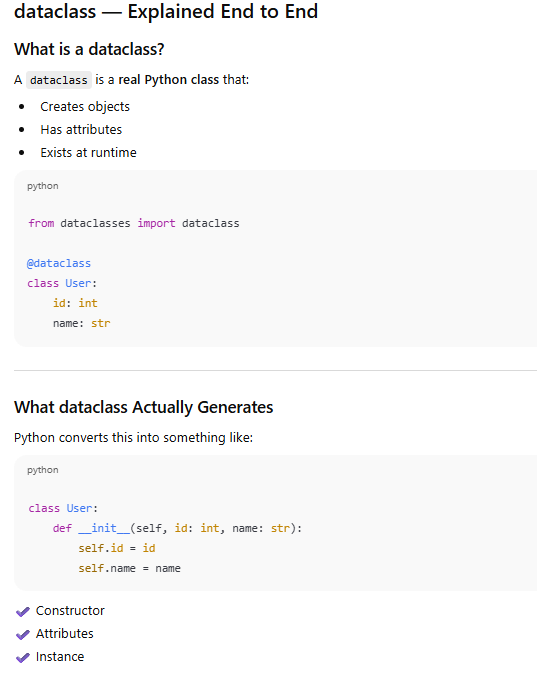 dataclass — Explained End to End
What is a dataclass?
A dataclass is a real Python class that:
• Creates objects
• Has attributes
• Exists at runtime
python
from dataclasses import dataclass
@dataclass
class User:
    id: int
    name: str
What dataclass Actually Generates
Python converts this into something like:
python
class User:
    def __init__(self, id: int, name: str):
        self.id = id
        self.name = name
✔ Constructor
✔ Attributes
✔ Instance